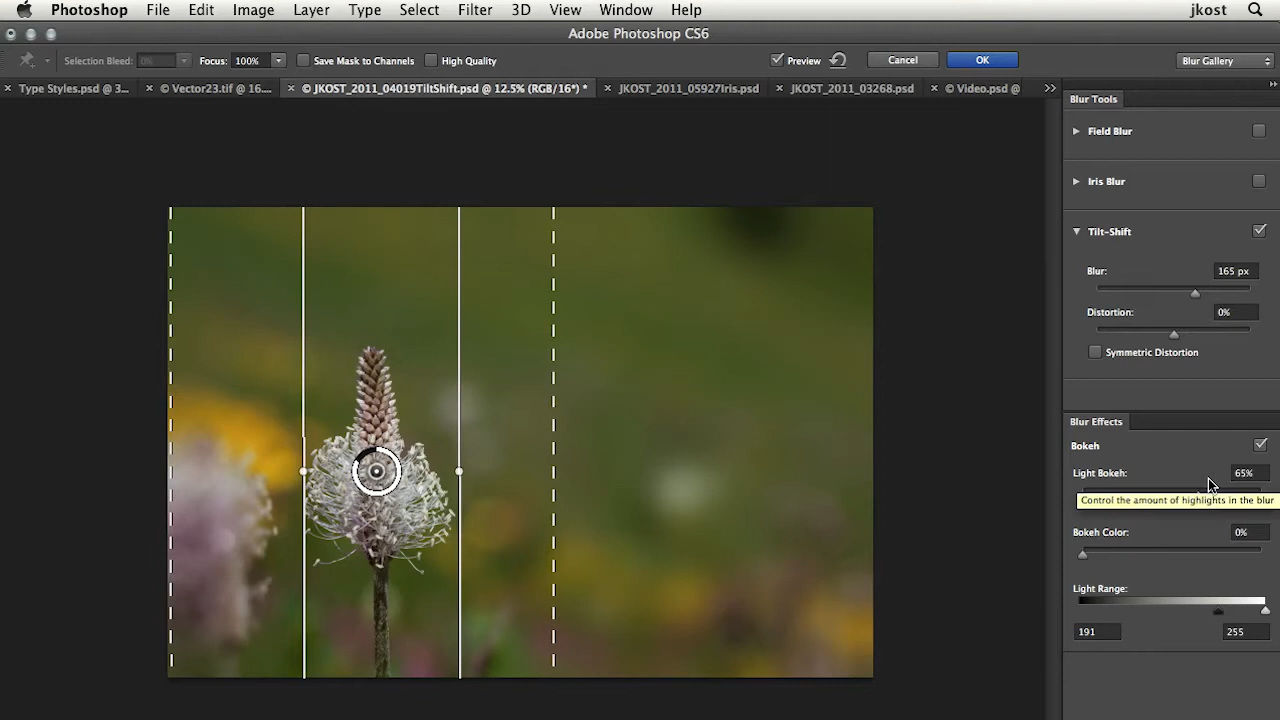 Photoshop File Edit Image Layer Type Select Filter 3D View Window Help jkost
Adobe Photoshop CS6
Selection Bleed: 0% Focus: 100% Save Mask to Channels High Quality Preview Cancel OK Blur Gallery
Type Styles.psd @ 3... © Vector23.tif @ 16.... © JKOST_2011_04019TiltShift.psd @ 12.5% (RGB/16*) * JKOST_2011_05927Iris.psd JKOST_2011_03268.psd © Video.psd @
Blur Tools
Field Blur
Iris Blur
Tilt-Shift
Blur: 165 px
Distortion: 0%
Symmetric Distortion
Blur Effects
Bokeh
Light Bokeh: 65%
Control the amount of highlights in the blur
Bokeh Color: 0%
Light Range:
191 255